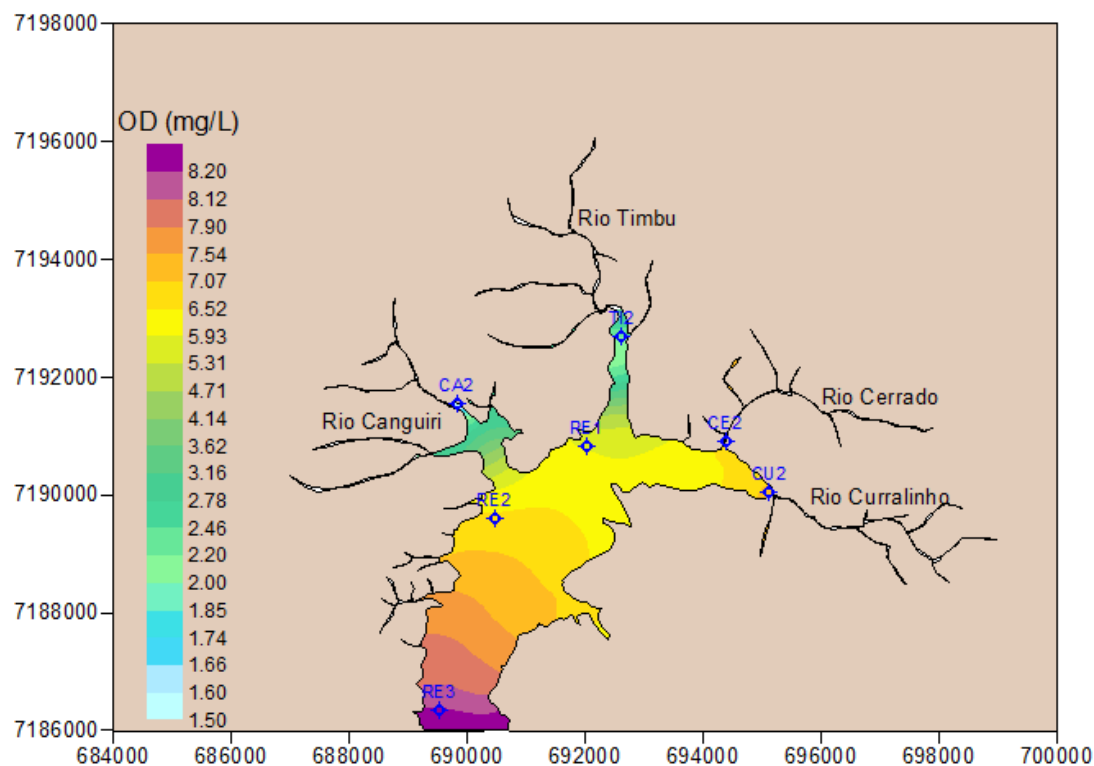 7198000
OD (mg/L)
7196000
8.20
8.12
7.90
Rio Timbu
7194000
7.54
7.07
6.52
5.93
TI2
5.31
7192000
4.71
CA2
Rio Cerrado
4.14
Rio Canguiri
RE1
CE2
3.62
3.16
CU2
2.78
7190000
RE2
Rio Curralinho
2.46
2.20
2.00
7188000
1.85
1.74
1.66
RE3
1.60
1.50
7186000
684000 686000 688000 690000 692000 694000 696000 698000 700000